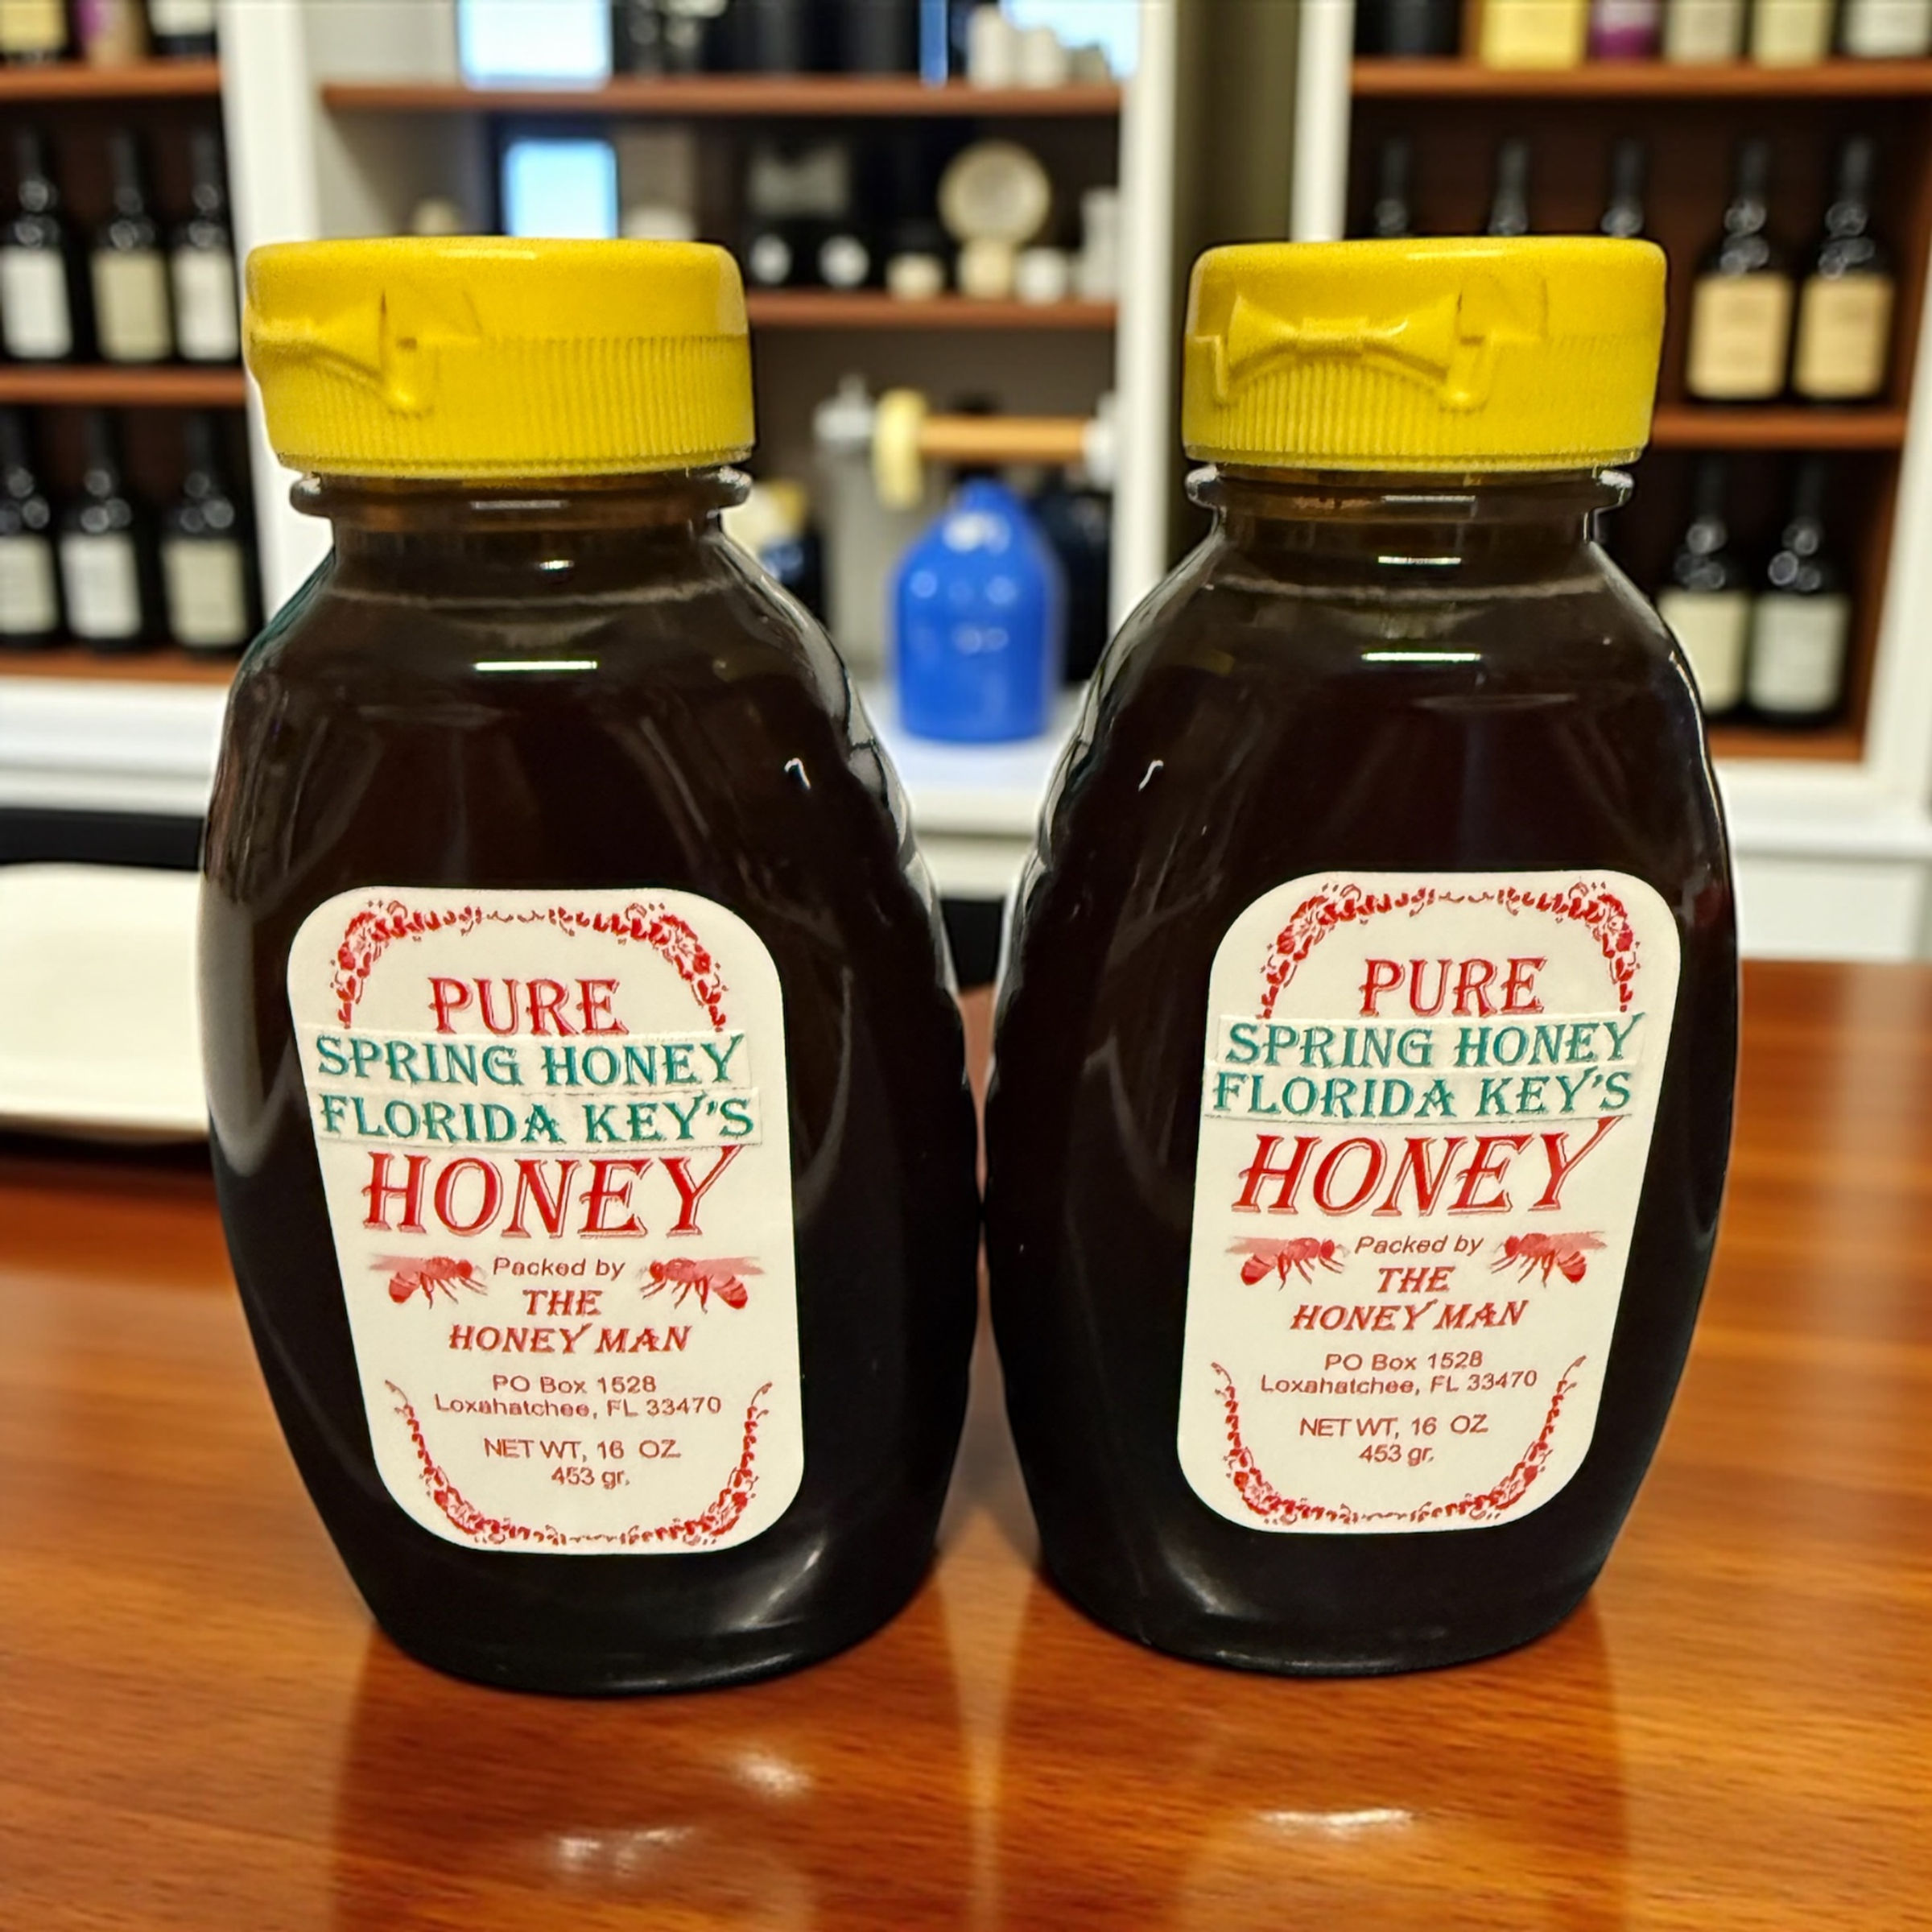 PURE
SPRING HONEY
FLORIDA KEY'S
HONEY
Packed by
THE
HONEY MAN
PO Box 1528
Loxahatchee, FL 33470
NET WT, 16 OZ
453 gr.
PURE
SPRING HONEY
FLORIDA KEY'S
HONEY
Packed by
THE
HONEY MAN
PO Box 1528
Loxahatchee, FL 33470
NET WT, 16 OZ
453 gr.